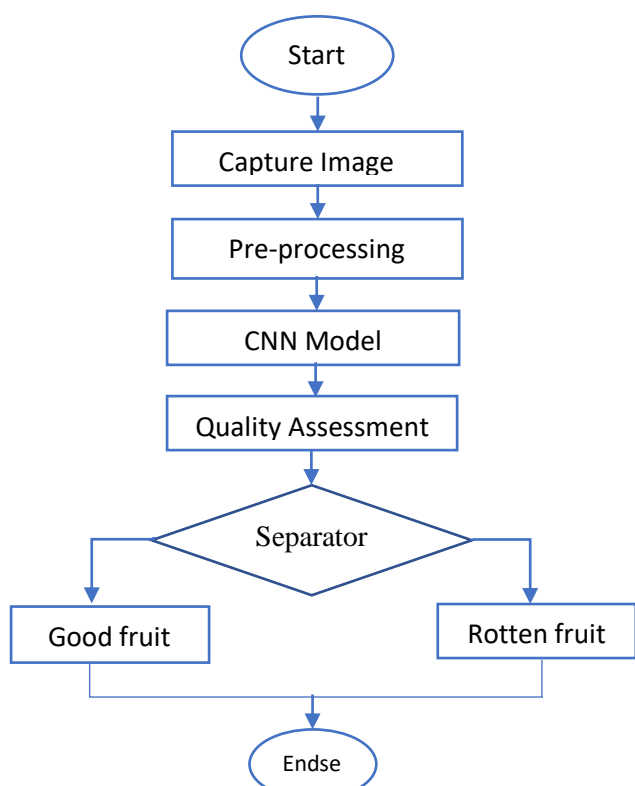 Start
Capture Image
Pre-processing
CNN Model
Quality Assessment
Separator
Good fruit
Rotten fruit
Endse